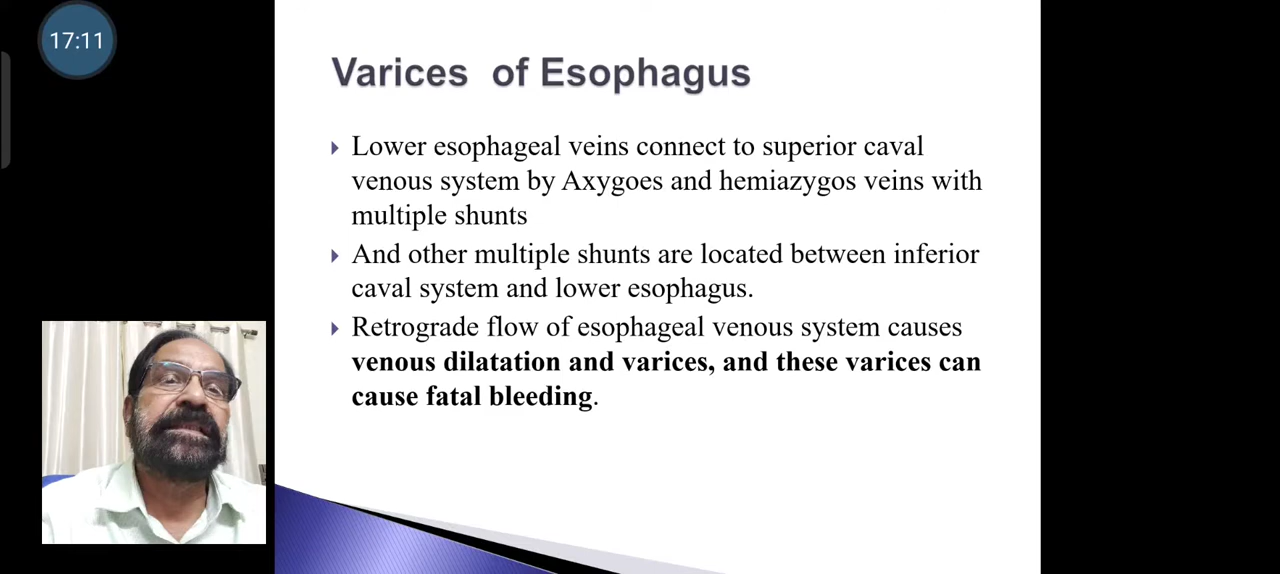 17:11
Varices of Esophagus
Lower esophageal veins connect to superior caval
venous system by Axygoes and hemiazygos veins with
multiple shunts
And other multiple shunts are located between inferior
caval system and lower esophagus.
Retrograde flow of esophageal venous system causes
venous dilatation and varices, and these varices can
cause fatal bleeding.